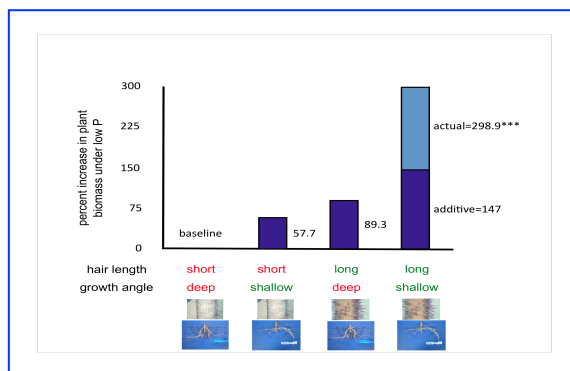 percent increase in plant
biomass under low P
300
225
150
75
0
baseline
57.7
89.3
actual=298.9***
additive=147
hair length short short long long
growth angle deep shallow deep shallow